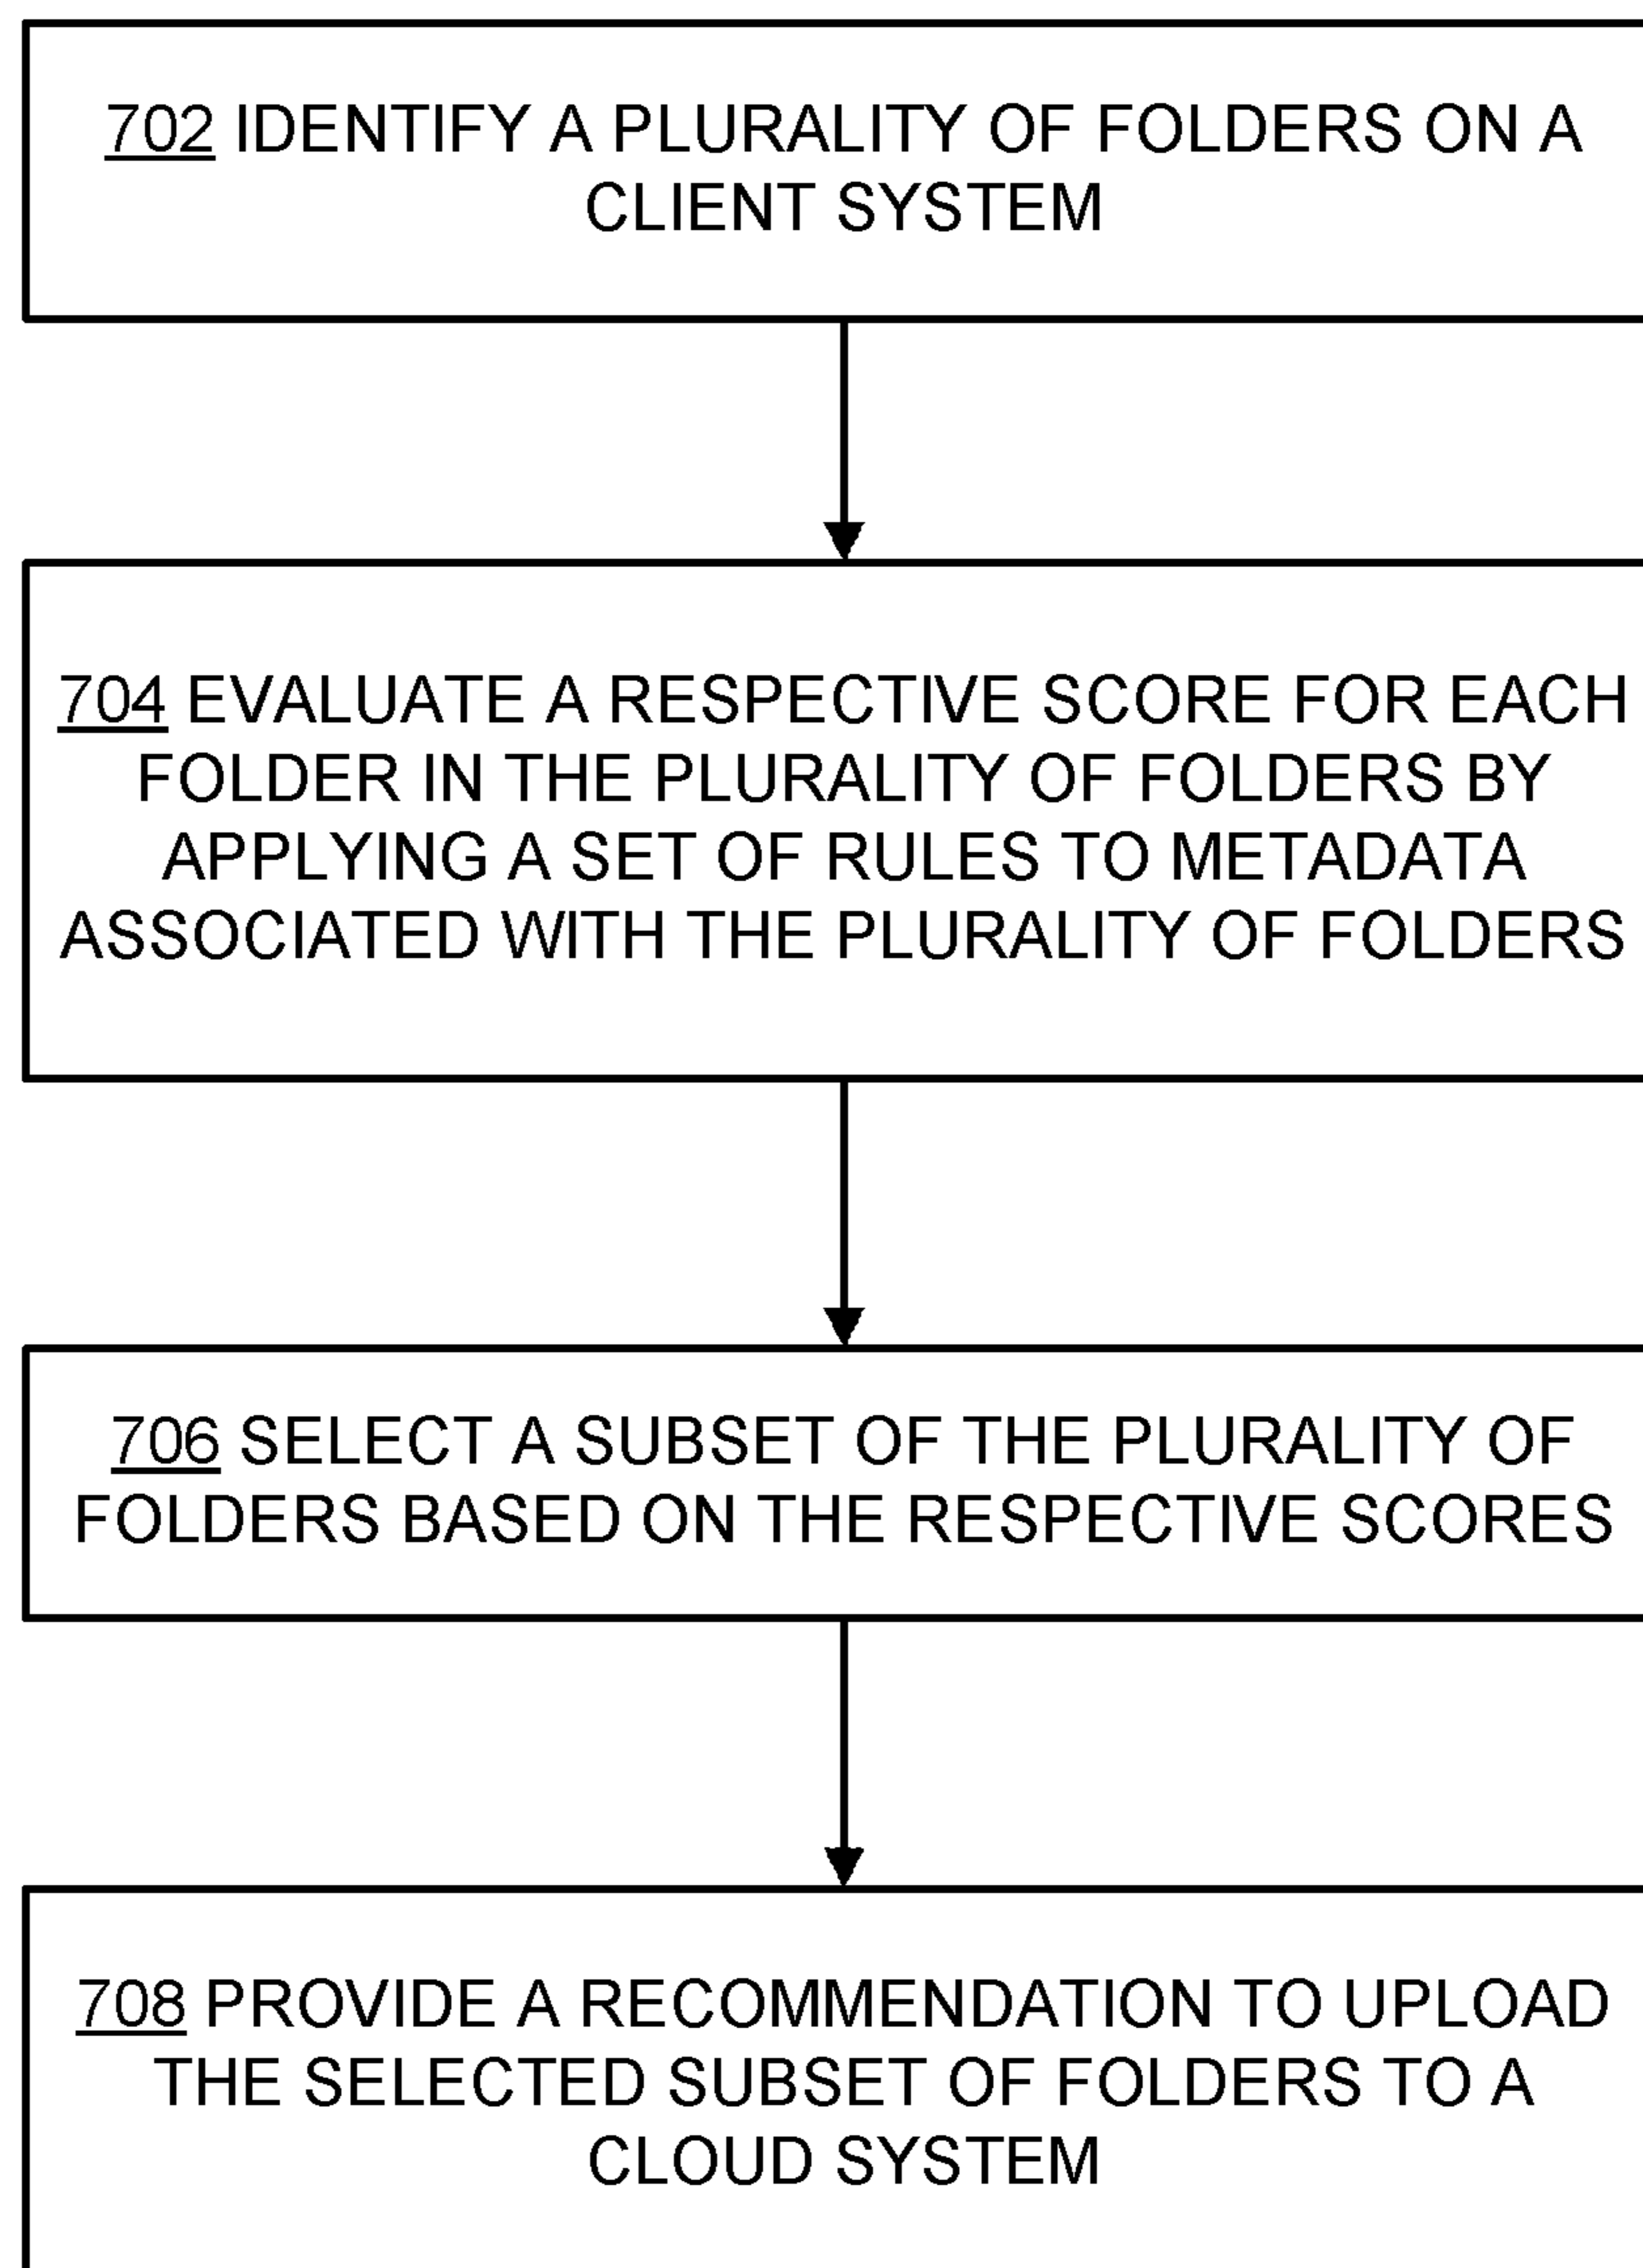 702 IDENTIFY A PLURALITY OF FOLDERS ON A
CLIENT SYSTEM
704 EVALUATE A RESPECTIVE SCORE FOR EACH
FOLDER IN THE PLURALITY OF FOLDERS BY
APPLYING A SET OF RULES TO METADATA
ASSOCIATED WITH THE PLURALITY OF FOLDERS
706 SELECT A SUBSET OF THE PLURALITY OF
FOLDERS BASED ON THE RESPECTIVE SCORES
708 PROVIDE A RECOMMENDATION TO UPLOAD
THE SELECTED SUBSET OF FOLDERS TO A
CLOUD SYSTEM